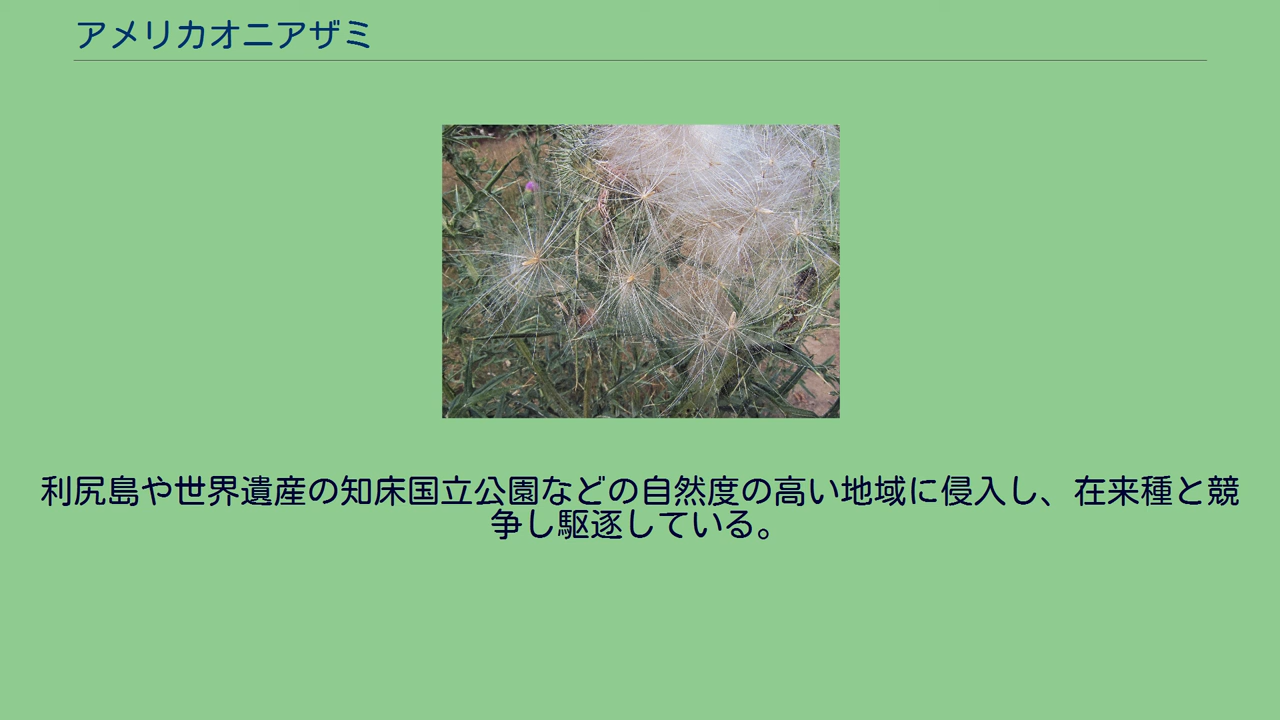 アメリカオニアザミ
利尻島や世界遺産の知床国立公園などの自然度の高い地域に侵入し、在来種と競
争し駆逐している。